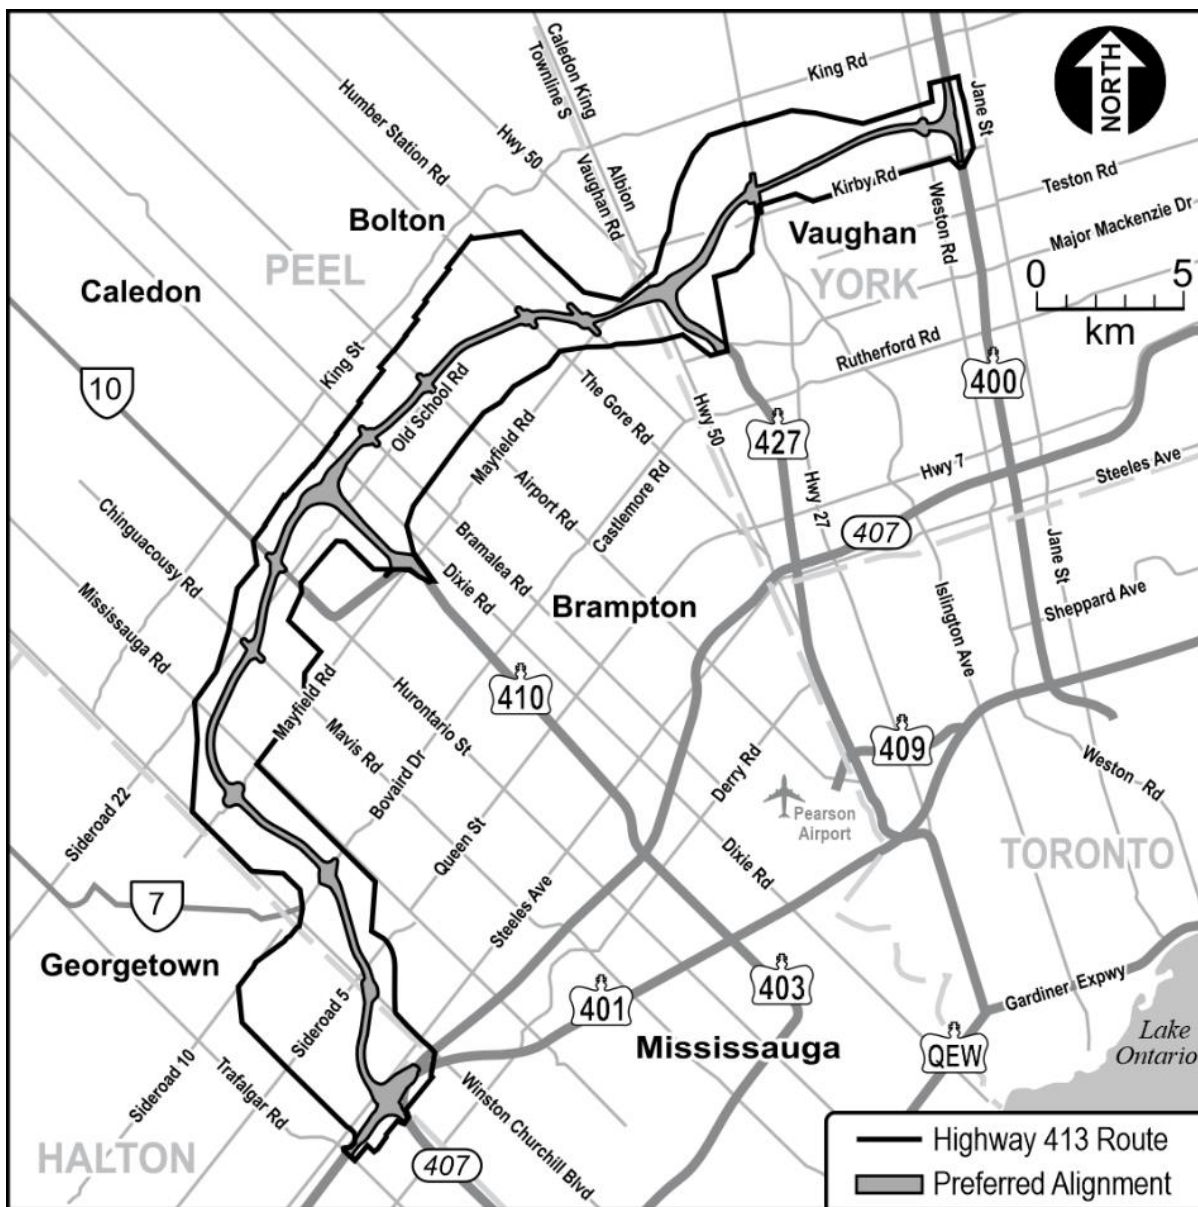 King Rd
Caledon King
Townline S
Jane St
NORTH
Humber Station Rd
Hwy 50
Albion
Vaughan Rd
Kirby Rd
Teston Rd
Weston Rd
Major Mackenzie Dr
Bolton
Vaughan
PEEL
YORK
Caledon
0 5
km
King St
Rutherford Rd
10
400
Old School Rd
The Gore Rd
Hwy 50
427
Mayfield Rd
Hwy 7
Steeles Ave
Airport Rd
Castlemore Rd
Hwy 27
407
Chinguacousy Rd
Bramalea Rd
Jane St
Mississauga Rd
Dixie Rd
Brampton
Islington Ave
Sheppard Ave
Mayfield Rd
Hurontario St
410
Mavis Rd
409
Bovaird Dr
Derry Rd
Weston Rd
Sideroad 22
Queen St
Pearson
Airport
Dixie Rd
TORONTO
7
Steeles Ave
Georgetown
403
401
Gardiner Expwy
Sideroad 5
Mississauga
QEW
Lake
Ontario
Sideroad 10
Trafalgar Rd
Winston Churchill Blvd
HALTON
407
Highway 413 Route
Preferred Alignment